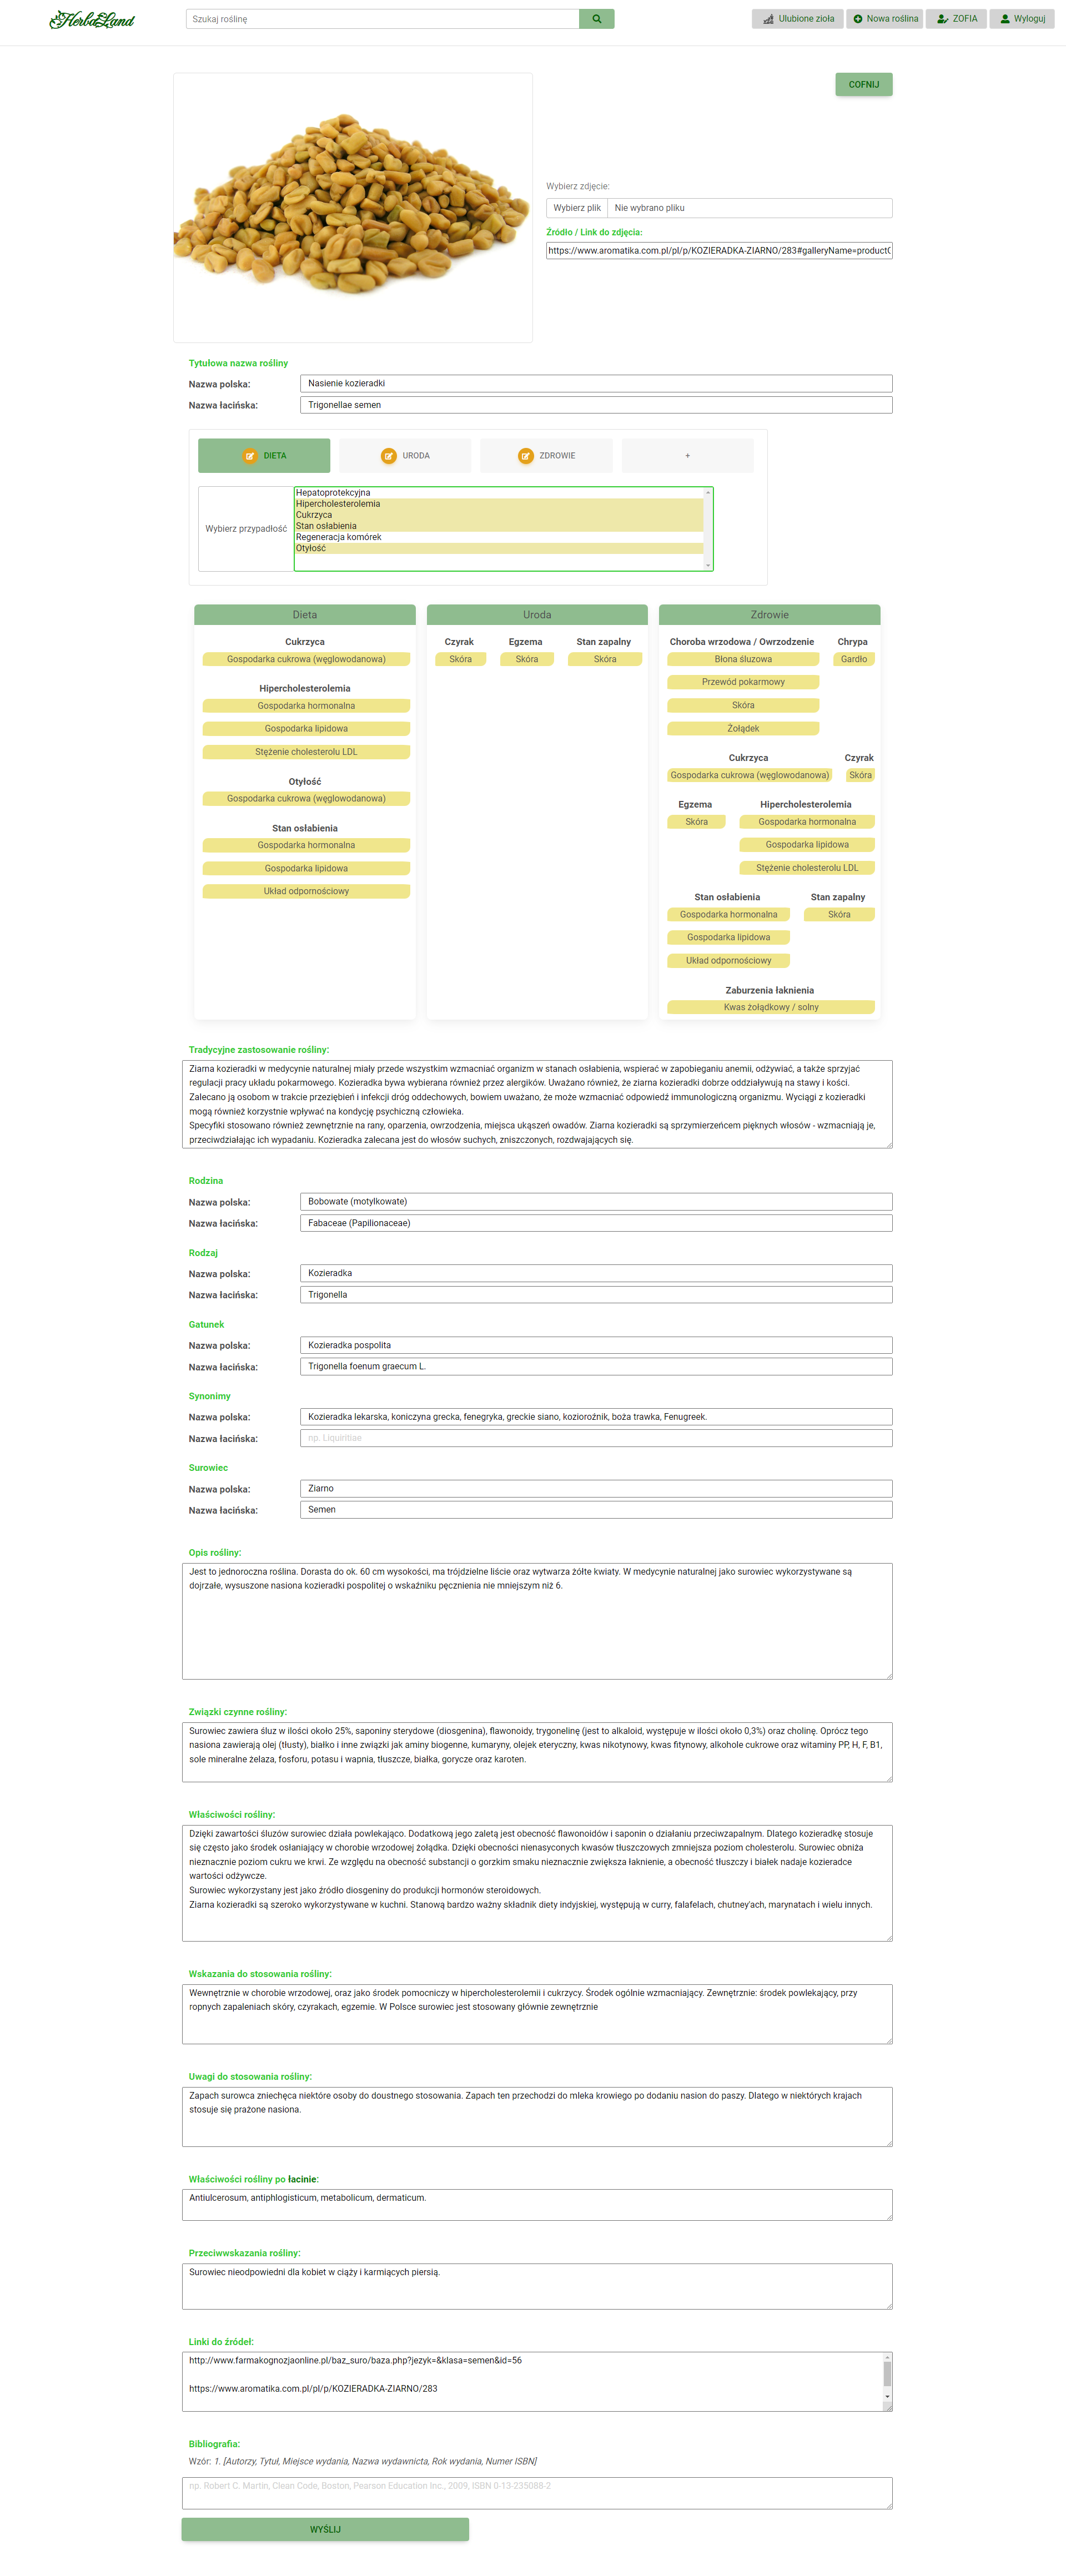 HerbaLand
Szukaj roślinę
Ulubione zioła
Nowa roślina
ZOFIA
Wyloguj
COFNIJ
Wybierz zdjęcie:
Wybierz plik Nie wybrano pliku
Źródło / Link do zdjęcia:
https://www.aromatika.com.pl/pl/p/KOZIERADKA-ZIARNO/283#galleryName=product
Tytułowa nazwa rośliny
Nazwa polska: Nasienie kozieradki
Nazwa łacińska: Trigonellae semen
DIETA URODA ZDROWIE +
Wybierz przypadłość
Hepatoprotekcyjna
Hipercholesterolemia
Cukrzyca
Stan osłabienia
Regeneracja komórek
Otyłość
Dieta
Cukrzyca
Gospodarka cukrowa (węglowodanowa)
Hipercholesterolemia
Gospodarka hormonalna
Gospodarka lipidowa
Stężenie cholesterolu LDL
Otyłość
Gospodarka cukrowa (węglowodanowa)
Stan osłabienia
Gospodarka hormonalna
Gospodarka lipidowa
Układ odpornościowy
Uroda
Czyrak Egzema Stan zapalny
Skóra Skóra Skóra
Zdrowie
Choroba wrzodowa / Owrzodzenie Chrypa
Błona śluzowa Gardło
Przewód pokarmowy
Skóra
Żołądek
Cukrzyca Czyrak
Gospodarka cukrowa (węglowodanowa) Skóra
Egzema Hipercholesterolemia
Skóra Gospodarka hormonalna
Gospodarka lipidowa
Stężenie cholesterolu LDL
Stan osłabienia Stan zapalny
Gospodarka hormonalna Skóra
Gospodarka lipidowa
Układ odpornościowy
Zaburzenia łaknienia
Kwas żołądkowy / solny
Tradycyjne zastosowanie rośliny:
Ziarna kozieradki w medycynie naturalnej miały przede wszystkim wzmacniać organizm w stanach osłabienia, wspierać w zapobieganiu anemii, odżywiać, a także sprzyjać
regulacji pracy układu pokarmowego. Kozieradka bywa wybierana również przez alergików. Uważano również, że ziarna kozieradki dobrze oddziaływują na stawy i kości.
Zalecano ją osobom w trakcie przeziębień i infekcji dróg oddechowych, bowiem uważano, że może wzmacniać odpowiedź immunologiczną organizmu. Wyciągi z kozieradki
mogą również korzystnie wpływać na kondycję psychiczną człowieka.
Specyfiki stosowano również zewnętrznie na rany, oparzenia, owrzodzenia, miejsca ukąszeń owadów. Ziarna kozieradki są sprzymierzeńcem pięknych włosów - wzmacniają je,
przeciwdziałając ich wypadaniu. Kozieradka zalecana jest do włosów suchych, zniszczonych, rozdwajających się.
Rodzina
Nazwa polska: Bobowate (motylkowate)
Nazwa łacińska: Fabaceae (Papilionaceae)
Rodzaj
Nazwa polska: Kozieradka
Nazwa łacińska: Trigonella
Gatunek
Nazwa polska: Kozieradka pospolita
Nazwa łacińska: Trigonella foenum graecum L.
Synonimy
Nazwa polska: Kozieradka lekarska, koniczyna grecka, fenegryka, greckie siano, kozioroźnik, boża trawka, Fenugreek.
Nazwa łacińska: np. Liquiritiae
Surowiec
Nazwa polska: Ziarno
Nazwa łacińska: Semen
Opis rośliny:
Jest to jednoroczna roślina. Dorasta do ok. 60 cm wysokości, ma trójdzielne liście oraz wytwarza żółte kwiaty. W medycynie naturalnej jako surowiec wykorzystywane są
dojrzałe, wysuszone nasiona kozieradki pospolitej o wskaźniku pęcznienia nie mniejszym niż 6.
Związki czynne rośliny:
Surowiec zawiera śluz w ilości około 25%, saponiny sterydowe (diosgenina), flawonoidy, trygonelinę (jest to alkaloid, występuje w ilości około 0,3%) oraz cholinę. Oprócz tego
nasiona zawierają olej (tłusty), białko i inne związki jak aminy biogenne, kumaryny, olejek eteryczny, kwas nikotynowy, kwas fitynowy, alkohole cukrowe oraz witaminy PP, H, F, B1,
sole mineralne żelaza, fosforu, potasu i wapnia, tłuszcze, białka, gorycze oraz karoten.
Właściwości rośliny:
Dzięki zawartości śluzów surowiec działa powlekająco. Dodatkową jego zaletą jest obecność flawonoidów i saponin o działaniu przeciwzapalnym. Dlatego kozieradkę stosuje
się często jako środek osłaniający w chorobie wrzodowej żołądka. Dzięki obecności nienasyconych kwasów tłuszczowych zmniejsza poziom cholesterolu. Surowiec obniża
nieznacznie poziom cukru we krwi. Ze względu na obecność substancji o gorzkim smaku nieznacznie zwiększa łaknienie, a obecność tłuszczy i białek nadaje kozieradce
wartości odżywcze.
Surowiec wykorzystany jest jako źródło diosgeniny do produkcji hormonów steroidowych.
Ziarna kozieradki są szeroko wykorzystywane w kuchni. Stanową bardzo ważny składnik diety indyjskiej, występują w curry, falafelach, chutney'ach, marynatach i wielu innych.
Wskazania do stosowania rośliny:
Wewnętrznie w chorobie wrzodowej, oraz jako środek pomocniczy w hipercholesterolemii i cukrzycy. Środek ogólnie wzmacniający. Zewnętrznie: środek powlekający, przy
ropnych zapaleniach skóry, czyrakach, egzemie. W Polsce surowiec jest stosowany głównie zewnętrznie
Uwagi do stosowania rośliny:
Zapach surowca zniechęca niektóre osoby do doustnego stosowania. Zapach ten przechodzi do mleka krowiego po dodaniu nasion do paszy. Dlatego w niektórych krajach
stosuje się prażone nasiona.
Właściwości rośliny po łacinie:
Antiulcerosum, antiphlogisticum, metabolicum, dermaticum.
Przeciwwskazania rośliny:
Surowiec nieodpowiedni dla kobiet w ciąży i karmiących piersią.
Linki do źródeł:
http://www.farmakognozjaonline.pl/baz_suro/baza.php?jezyk=&klasa=semen&id=56
https://www.aromatika.com.pl/pl/p/KOZIERADKA-ZIARNO/283
Bibliografia:
Wzór: 1. [Autorzy, Tytuł, Miejsce wydania, Nazwa wydawnicta, Rok wydania, Numer ISBN]
np. Robert C. Martin, Clean Code, Boston, Pearson Education Inc., 2009, ISBN 0-13-235088-2
WYŚLIJ